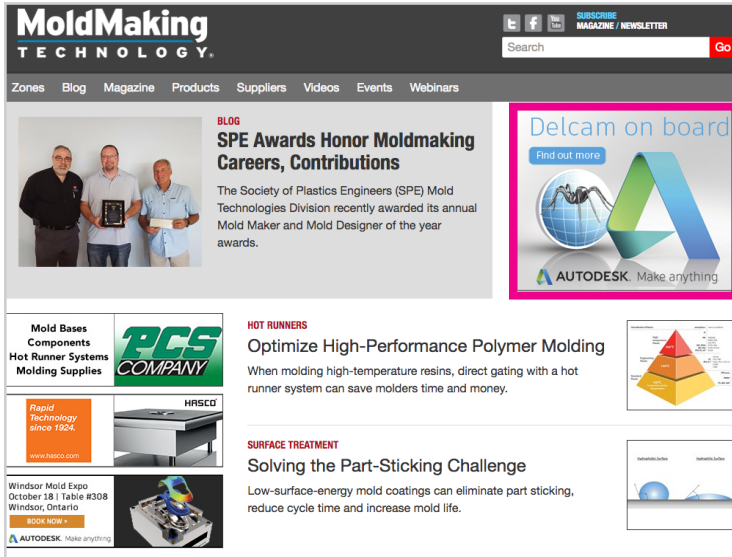 MoldMaking
TECHNOLOGY®
SUBSCRIBE
MAGAZINE / NEWSLETTER
You
Tube
Search
Go
Zones Blog Magazine Products Suppliers Videos Events Webinars
BLOG
SPE Awards Honor Moldmaking
Careers, Contributions
The Society of Plastics Engineers (SPE) Mold
Technologies Division recently awarded its annual
Mold Maker and Mold Designer of the year
awards.
Delcam on board
Find out more
AUTODESK. Make anything
Mold Bases
Components
Hot Runner Systems
Molding Supplies
PCS
COMPANY
HOT RUNNERS
Optimize High-Performance Polymer Molding
When molding high-temperature resins, direct gating with a hot
runner system can save molders time and money.
Rapid
Technology
since 1924.
www.hasco.com
HASCO
SURFACE TREATMENT
Solving the Part-Sticking Challenge
Low-surface-energy mold coatings can eliminate part sticking,
reduce cycle time and increase mold life.
Hydrophobic Surface
Hydrophilic Surface
Windsor Mold Expo
October 18 | Table #308
Windsor, Ontario
BOOK NOW >
AUTODESK. Make anything